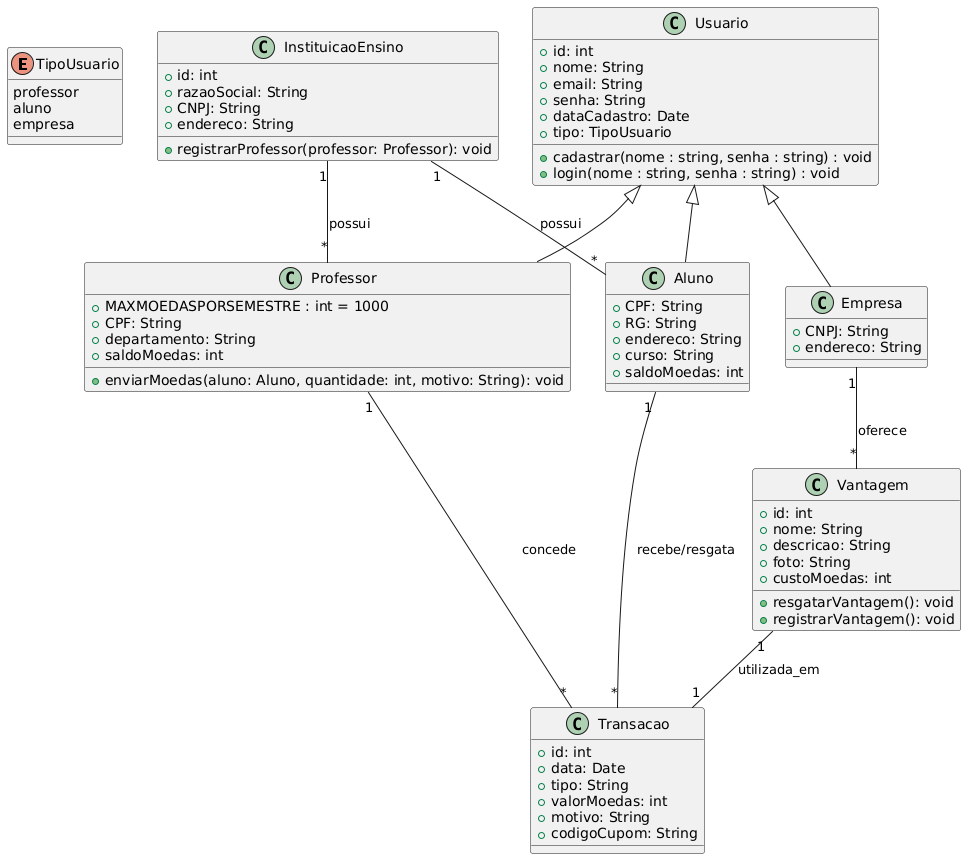 E TipoUsuario
professor
aluno
empresa
C InstituicaoEnsino
id: int
razaoSocial: String
CNPJ: String
endereco: String
registrarProfessor(professor: Professor): void
C Usuario
id: int
nome: String
email: String
senha: String
dataCadastro: Date
tipo: TipoUsuario
cadastrar(nome : string, senha : string) : void
login(nome : string, senha : string) : void
1
possui
*
1
possui
*
C Professor
MAXMOEDASPORSEMESTRE : int = 1000
CPF: String
departamento: String
saldoMoedas: int
enviarMoedas(aluno: Aluno, quantidade: int, motivo: String): void
C Aluno
CPF: String
RG: String
endereco: String
curso: String
saldoMoedas: int
C Empresa
CNPJ: String
endereco: String
1
concede
*
1
recebe/resgata
*
1
oferece
*
C Vantagem
id: int
nome: String
descricao: String
foto: String
custoMoedas: int
resgatarVantagem(): void
registrarVantagem(): void
1
utilizada_em
1
C Transacao
id: int
data: Date
tipo: String
valorMoedas: int
motivo: String
codigoCupom: String